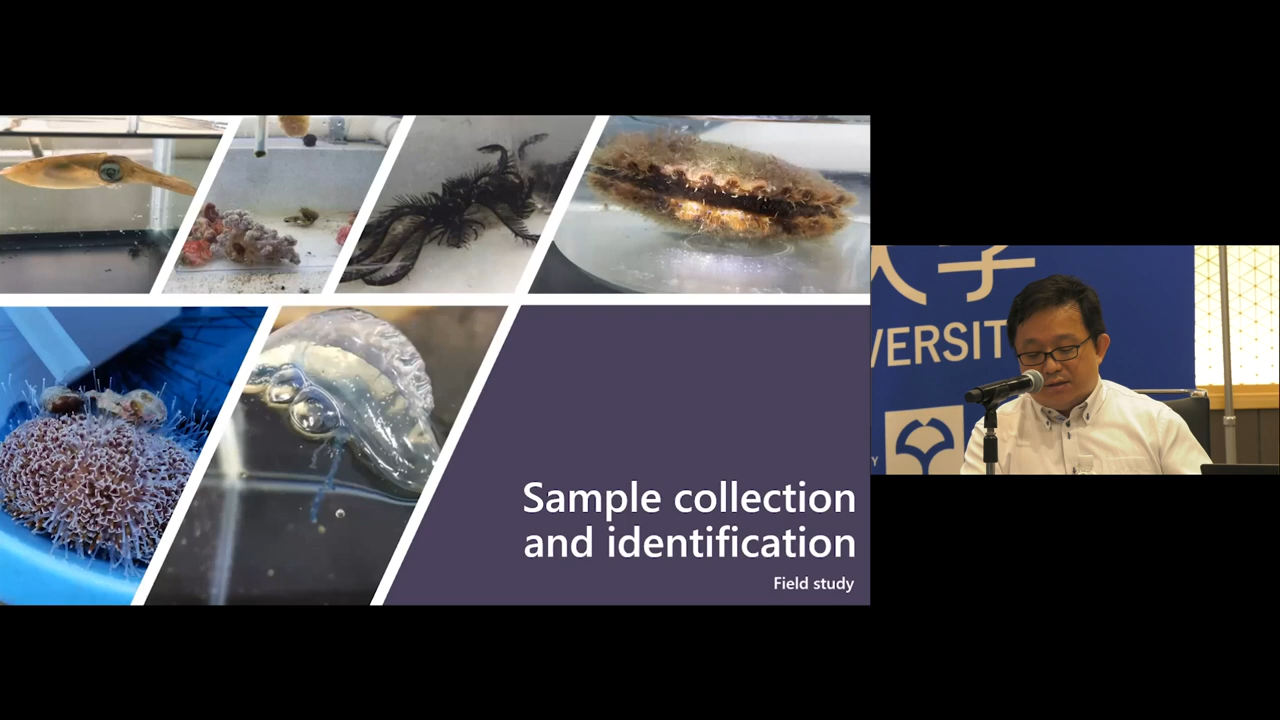 Sample collection
and identification
Field study
大学
VERSIT
Y